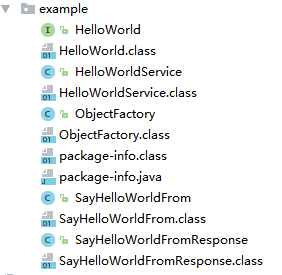 example
HelloWorld
HelloWorld.class
HelloWorldService
HelloWorldService.class
ObjectFactory
ObjectFactory.class
package-info.class
package-info.java
SayHelloWorldFrom
SayHelloWorldFrom.class
SayHelloWorldFromResponse
SayHelloWorldFromResponse.class